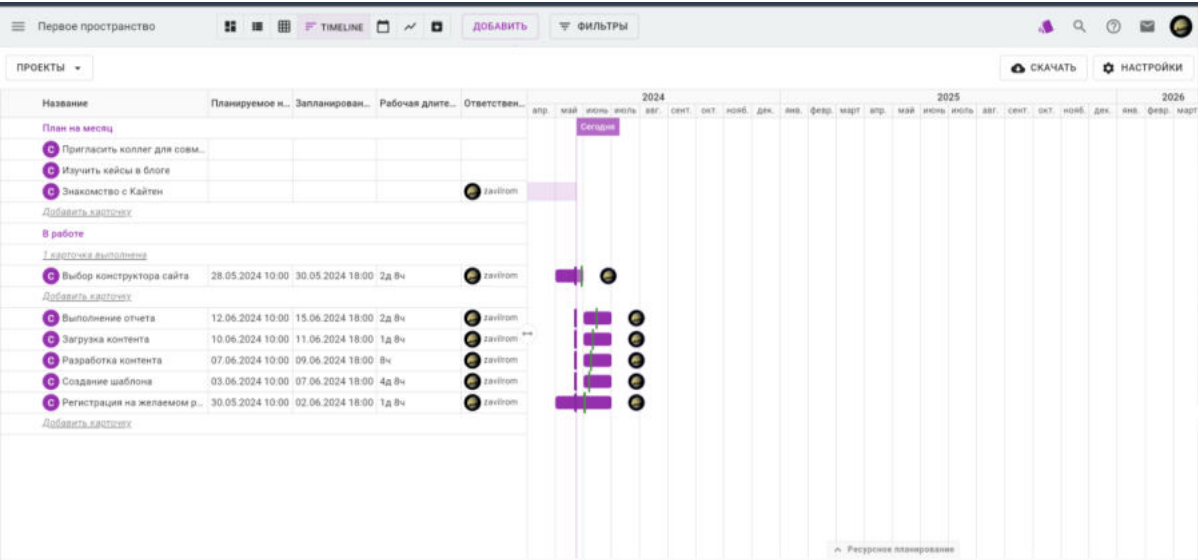 Первое пространство TIMELINE ДОБАВИТЬ ФИЛЬТРЫ
ПРОЕКТЫ СКАЧАТЬ НАСТРОЙКИ
Название Планируемое н... Запланирован... Рабочая длите... Ответствен...
2024 2025 2026
апр. май июнь июль авг. сент. окт. нояб. дек. янв. февр. март апр. май июнь июль авг. сент. окт. нояб. дек. янв. февр. март
План на месяц Сегодня
С Пригласить коллег для совм...
С Изучить кейсы в блоге
С Знакомство с Кайтен zavilrom
Добавить карточку
В работе
1 карточка выполнена
С Выбор конструктора сайта 28.05.2024 10:00 30.05.2024 18:00 2д 8ч zavilrom
Добавить карточку
С Выполнение отчета 12.06.2024 10:00 15.06.2024 18:00 2д 8ч zavilrom
С Загрузка контента 10.06.2024 10:00 11.06.2024 18:00 1д 8ч zavilrom
С Разработка контента 07.06.2024 10:00 09.06.2024 18:00 8ч zavilrom
С Создание шаблона 03.06.2024 10:00 07.06.2024 18:00 4д 8ч zavilrom
С Регистрация на желаемом р... 30.05.2024 10:00 02.06.2024 18:00 1д 8ч zavilrom
Добавить карточку
Ресурсное планирование